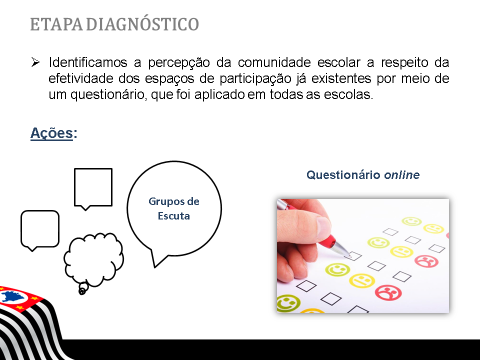 ETAPA DIAGNÓSTICO
➢ Identificamos a percepção da comunidade escolar a respeito da
efetividade dos espaços de participação já existentes por meio de
um questionário, que foi aplicado em todas as escolas.
Ações:
Grupos de
Escuta
Questionário online